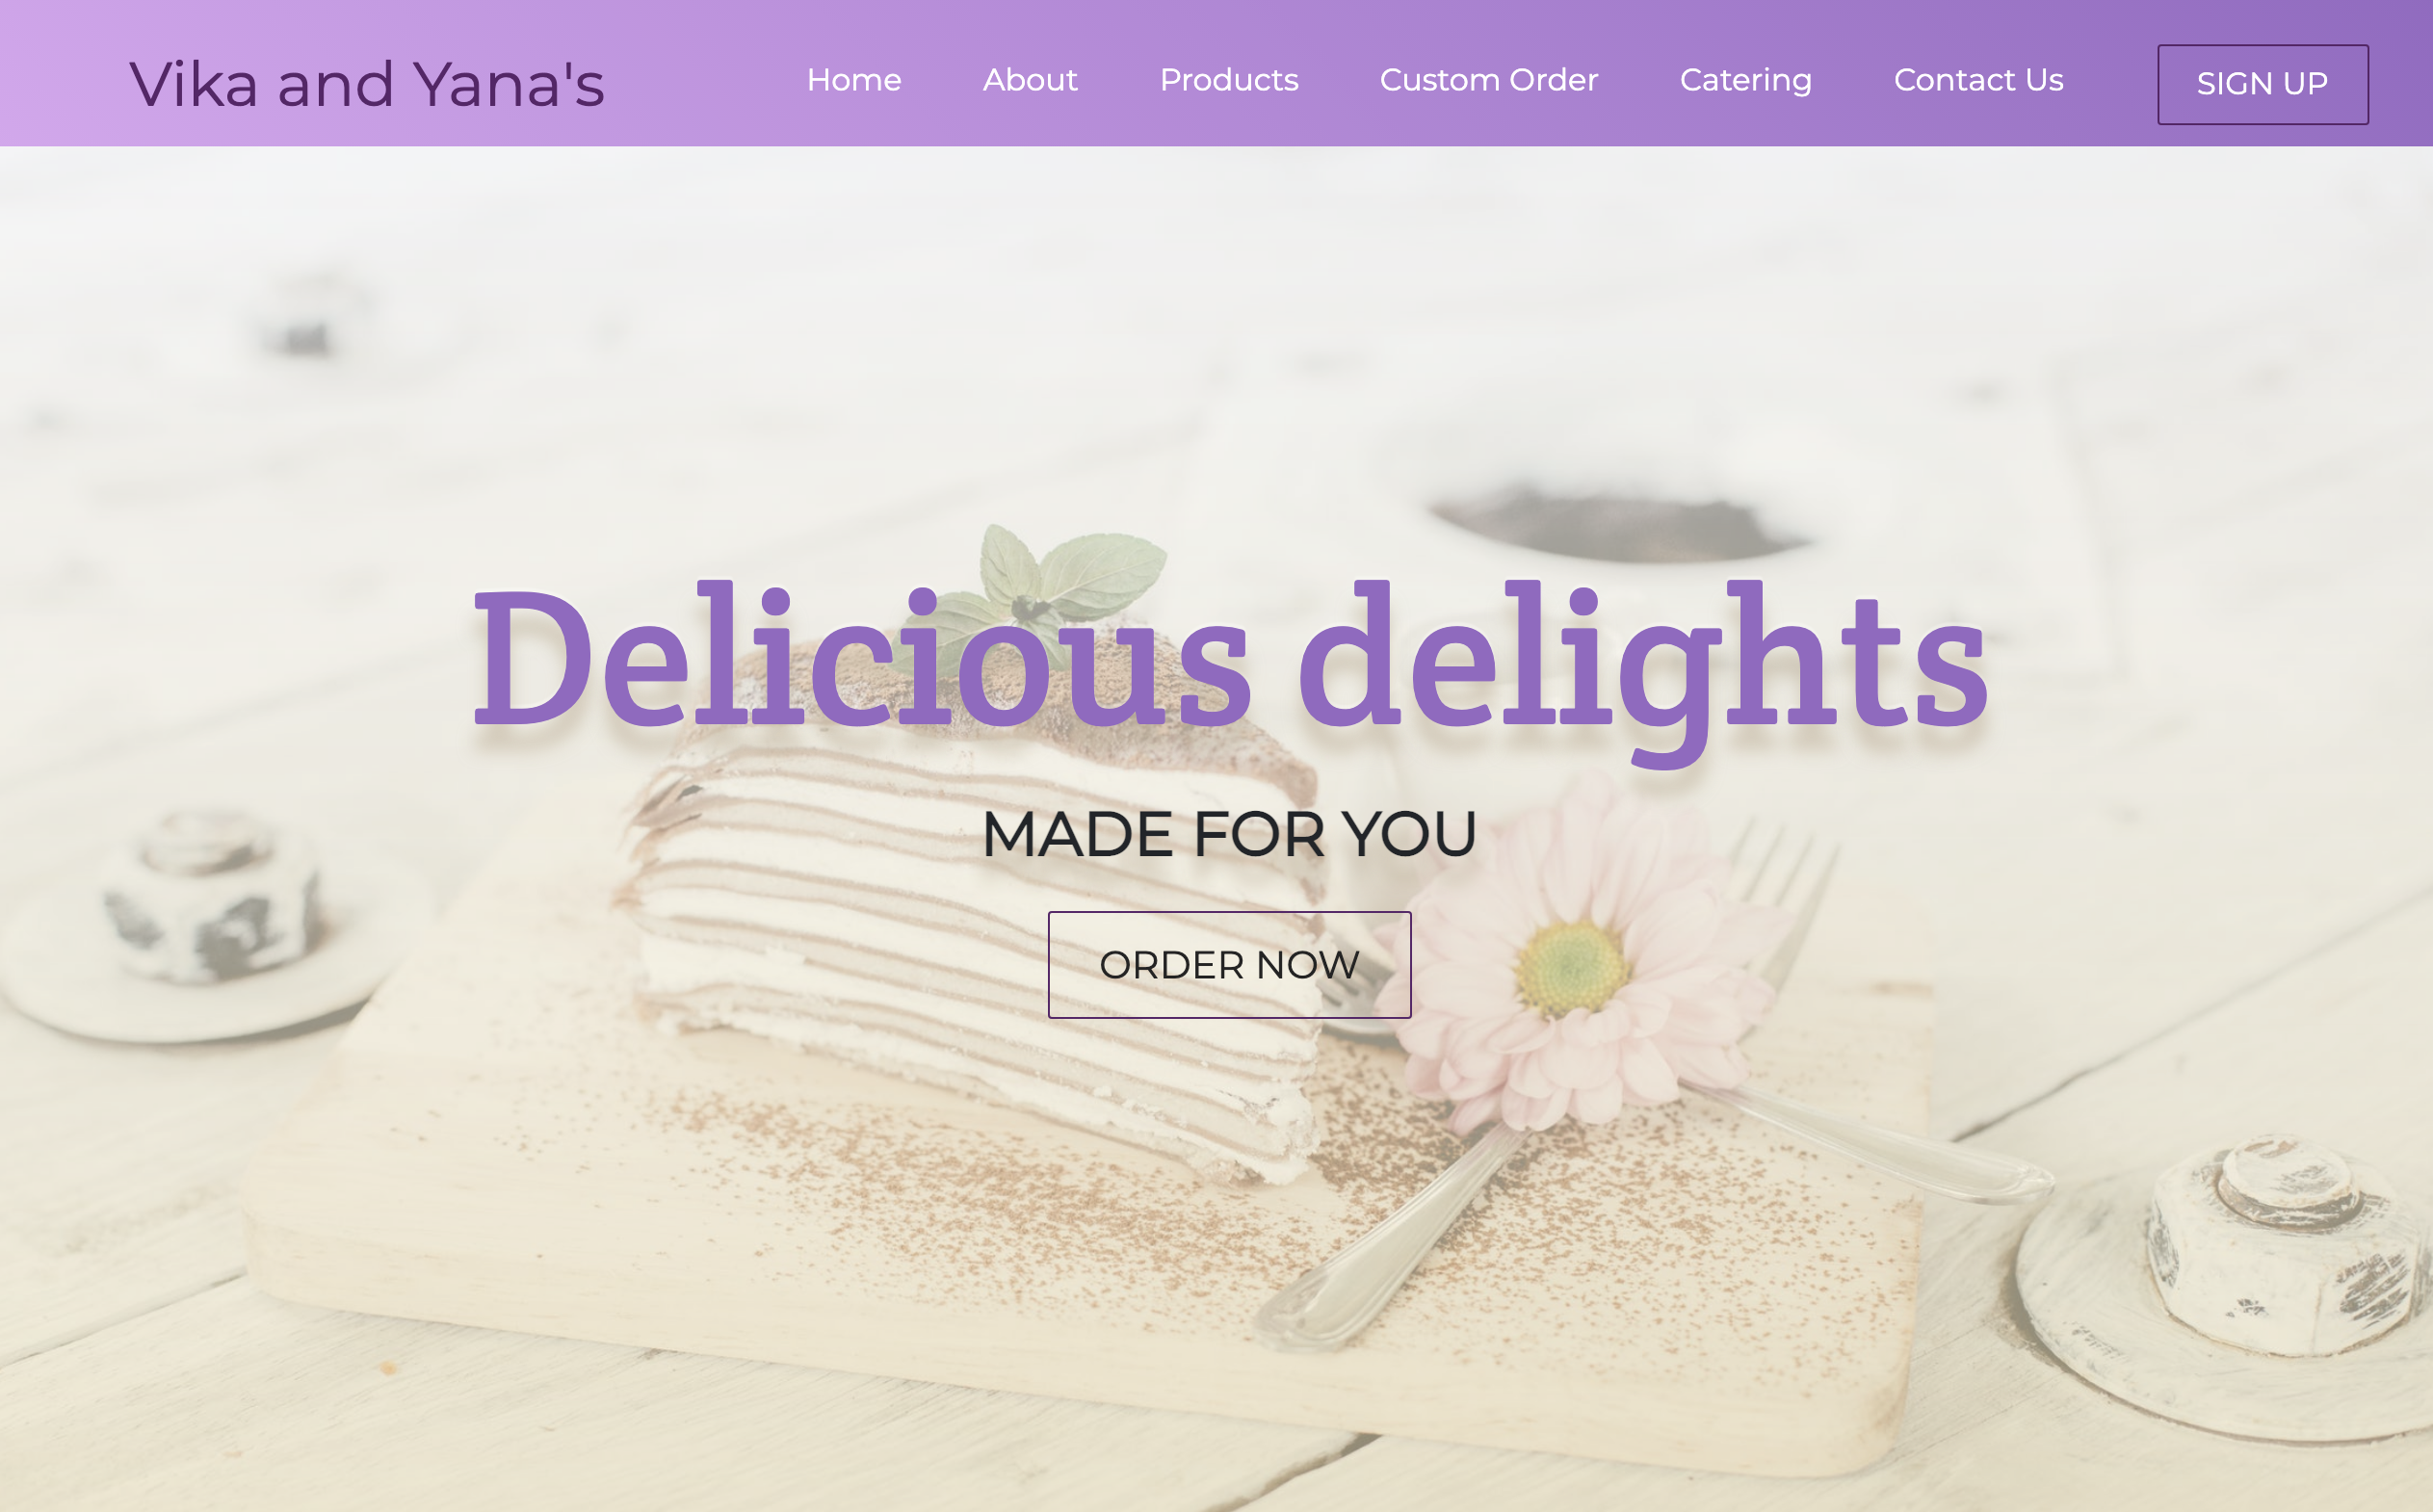 Vika and Yana's
Home About Products Custom Order Catering Contact Us SIGN UP
Delicious delights
MADE FOR YOU
ORDER NOW